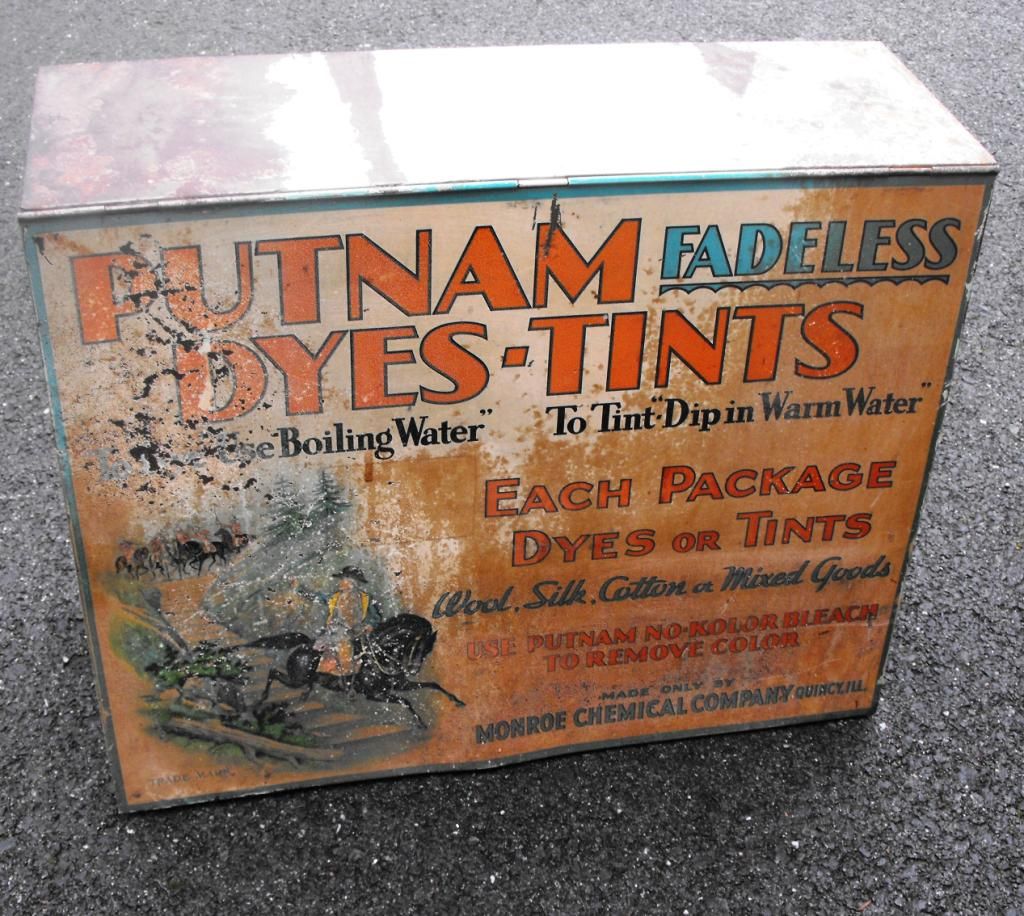 PUTNAM FADELESS
DYES-TINTS
Use "Boiling Water" To Tint "Dip in Warm Water"
EACH PACKAGE
DYES OR TINTS
Wool, Silk, Cotton or Mixed Goods
USE PUTNAM NO-KOLOR BLEACH
TO REMOVE COLOR
MADE ONLY BY
MONROE CHEMICAL COMPANY QUINCY, ILL.
TRADE MARK